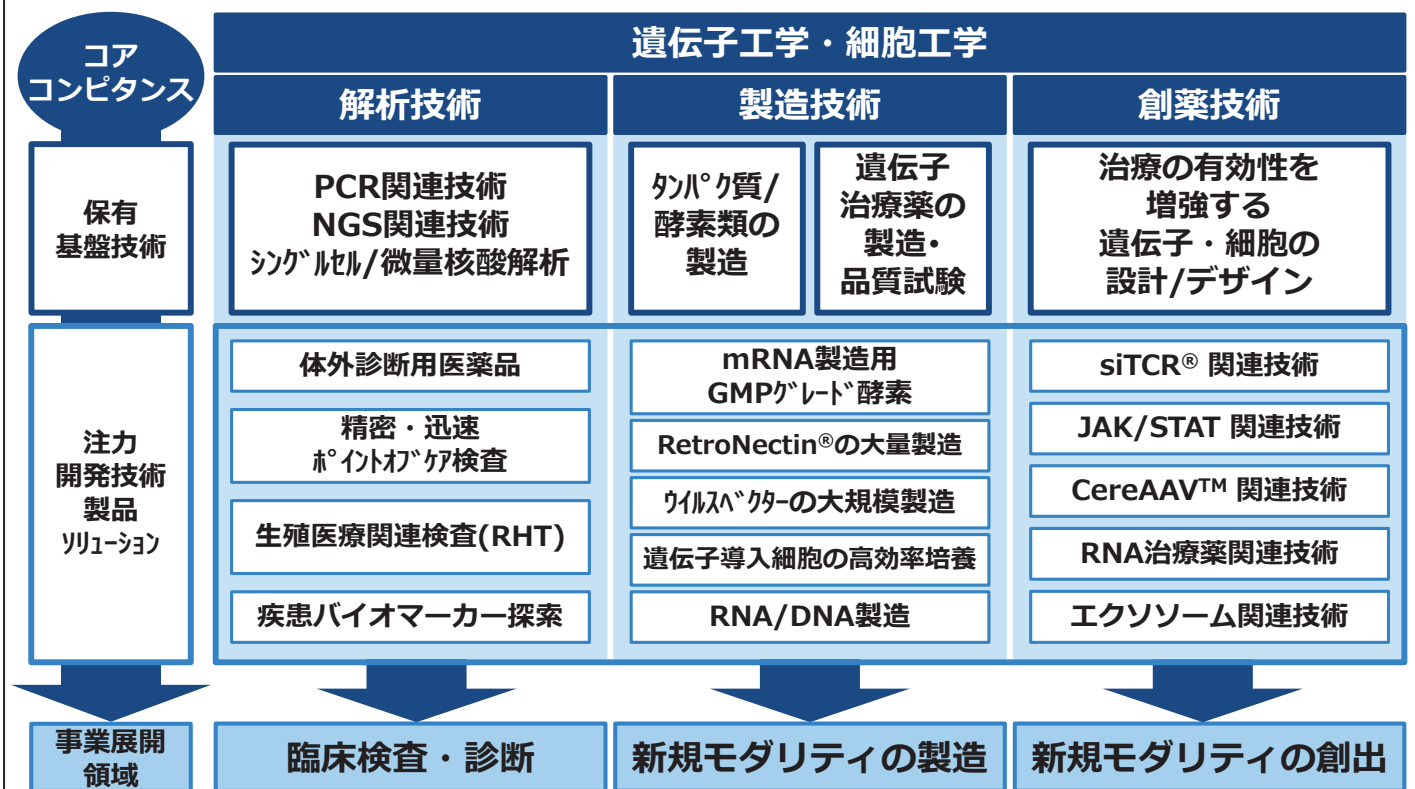 コア
コンピタンス
遺伝子工学・細胞工学
解析技術
製造技術
創薬技術
保有
基盤技術
PCR関連技術
NGS関連技術
ｼﾝｸﾞﾙｾﾙ/微量核酸解析
ﾀﾝﾊﾟｸ質/
酵素類の
製造
遺伝子
治療薬の
製造・
品質試験
治療の有効性を
増強する
遺伝子・細胞の
設計/デザイン
注力
開発技術
製品
ｿﾘｭｰｼｮﾝ
体外診断用医薬品
精密・迅速
ﾎﾟｲﾝﾄｵﾌﾞｹｱ検査
生殖医療関連検査(RHT)
疾患バイオマーカー探索
mRNA製造用
GMPｸﾞﾚｰﾄﾞ酵素
RetroNectin®の大量製造
ｳｲﾙｽﾍﾞｸﾀｰの大規模製造
遺伝子導入細胞の高効率培養
RNA/DNA製造
siTCR® 関連技術
JAK/STAT 関連技術
CereAAV™ 関連技術
RNA治療薬関連技術
エクソソーム関連技術
事業展開
領域
臨床検査・診断
新規モダリティの製造
新規モダリティの創出